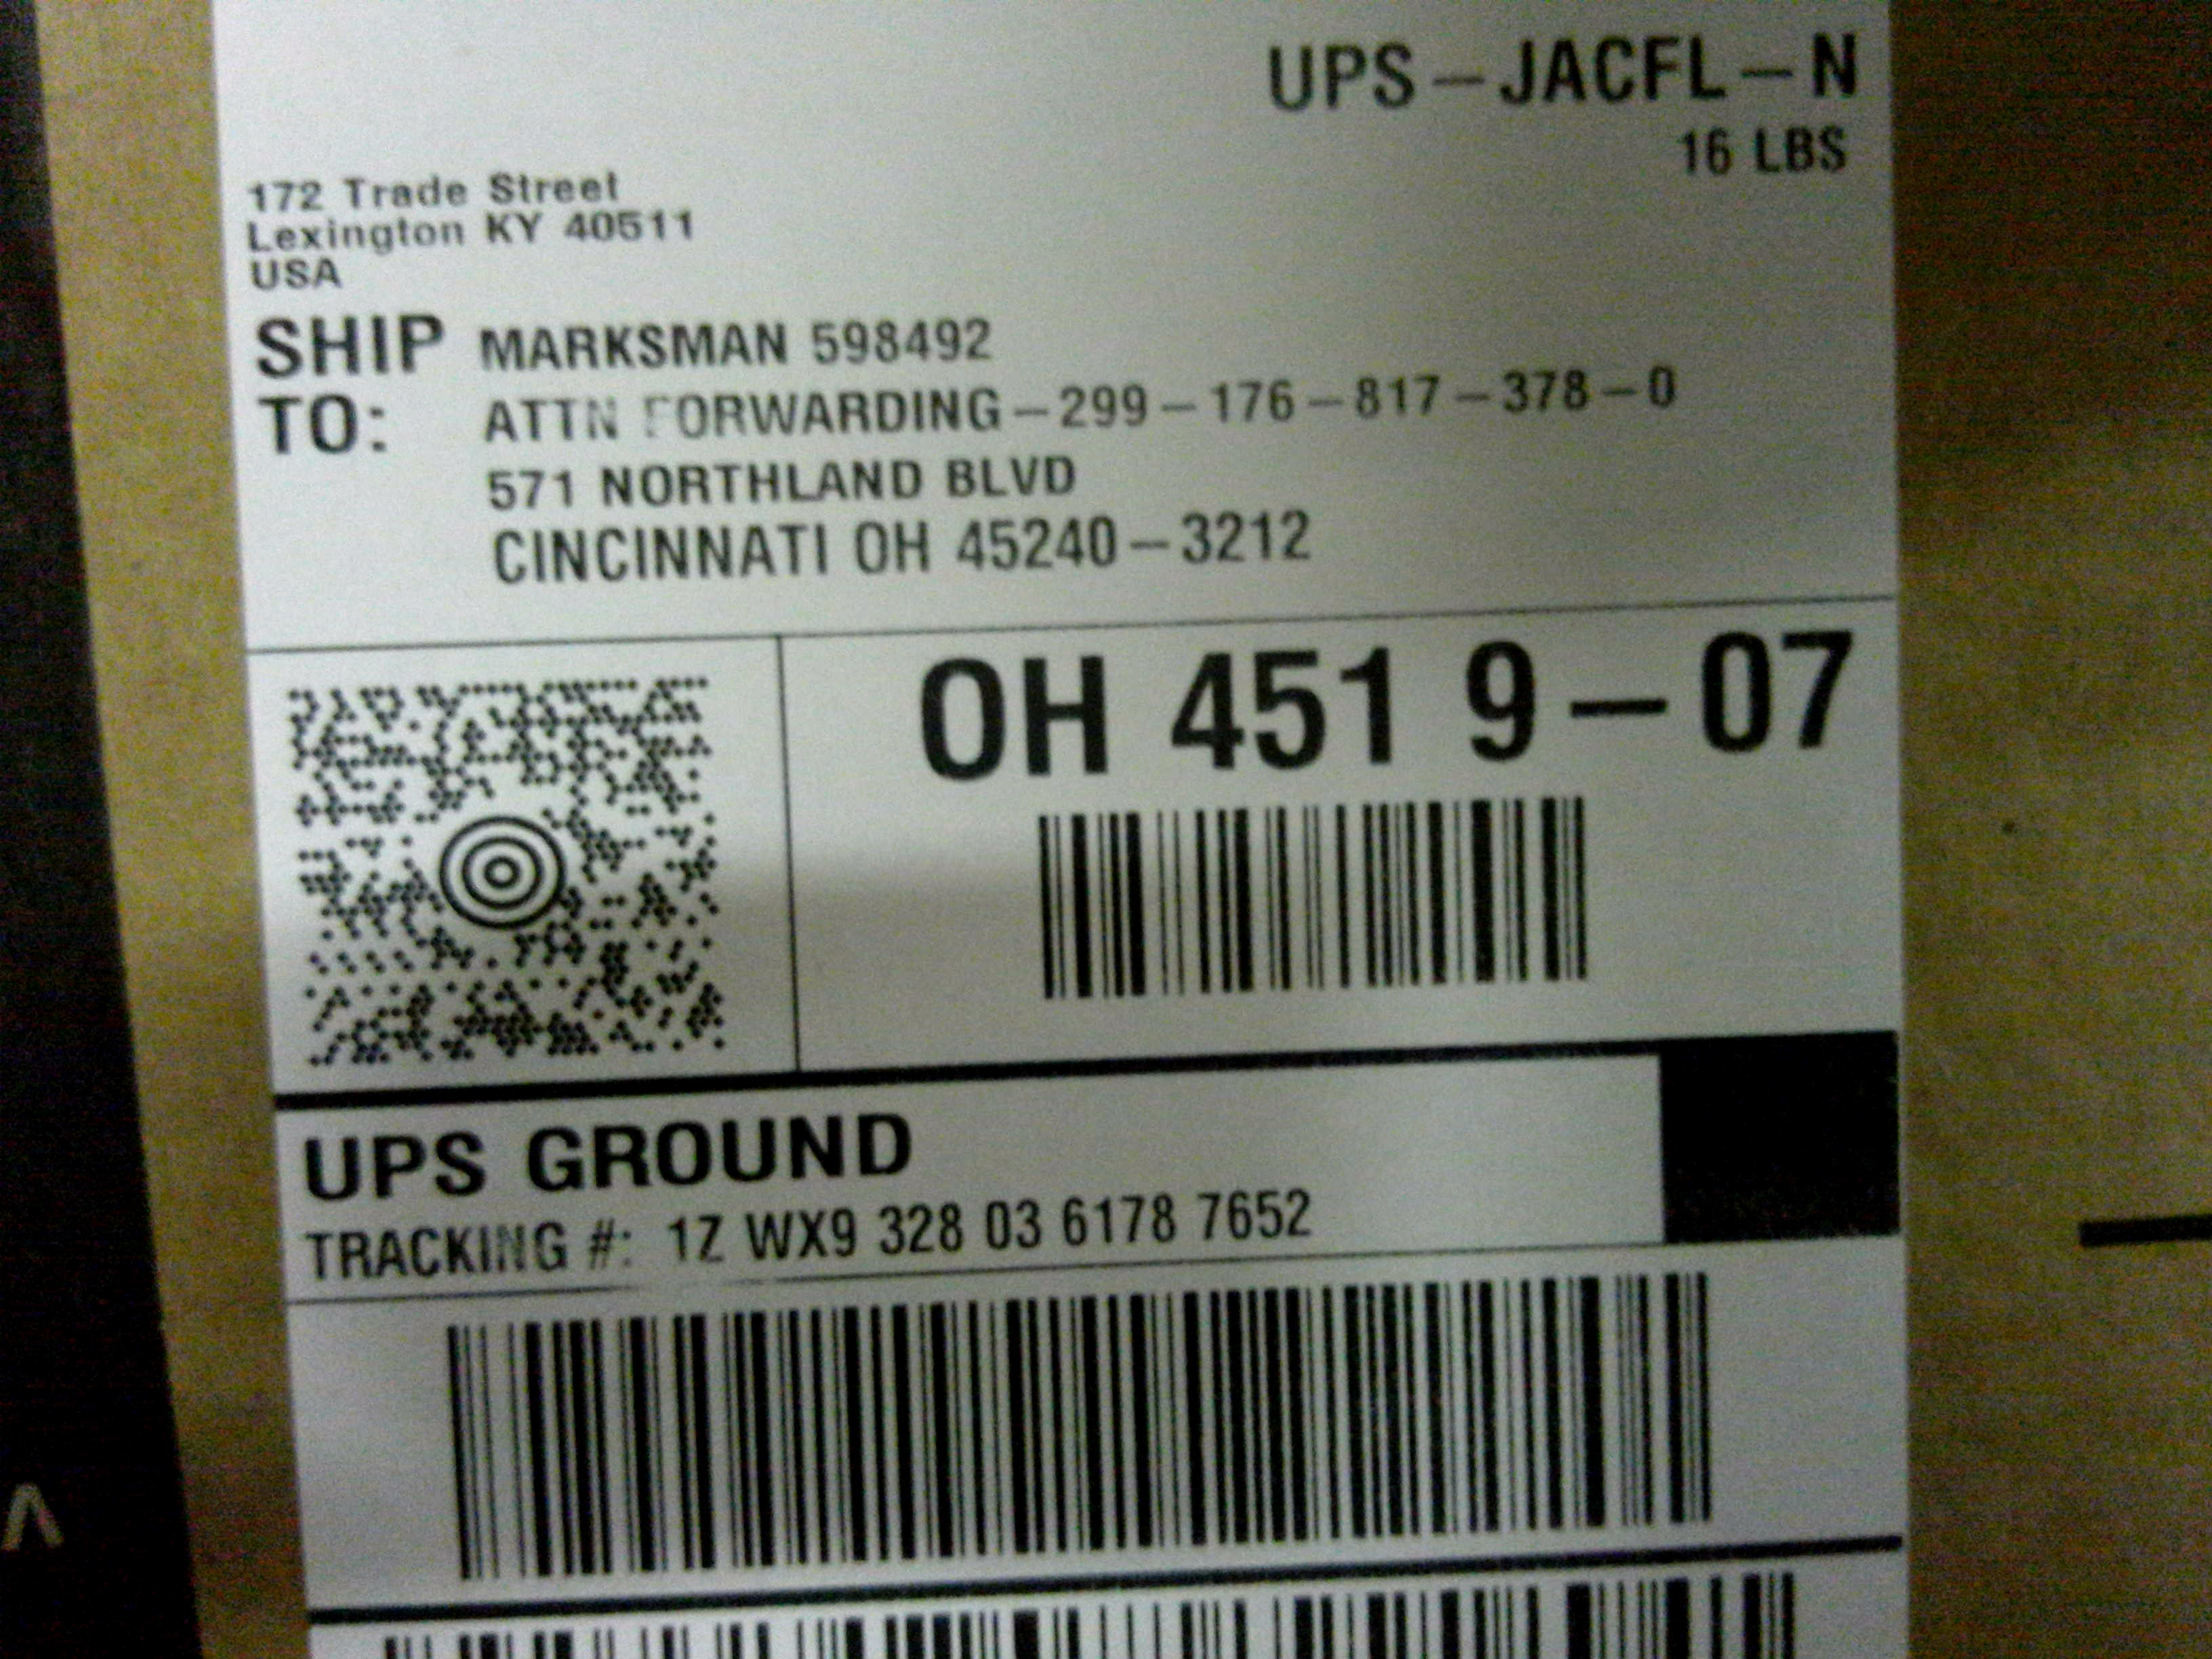 UPS-JACFL-N
16 LBS
172 Trade Street
Lexington KY 40511
USA
SHIP TO: MARKSMAN 598492
ATTN FORWARDING-299-176-817-378-0
571 NORTHLAND BLVD
CINCINNATI OH 45240-3212
OH 451 9-07
UPS GROUND
TRACKING #: 1Z WX9 328 03 6178 7652